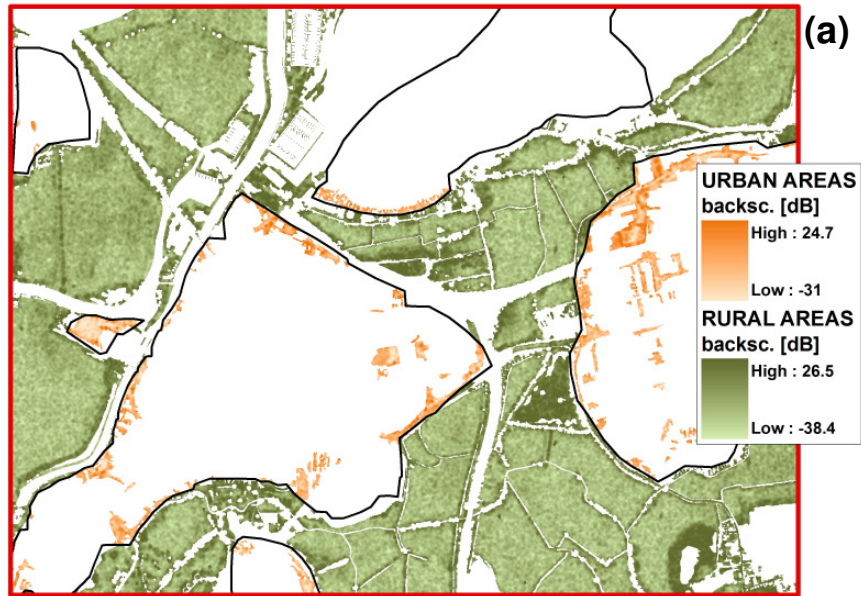 (a)
URBAN AREAS
backsc. [dB]
High : 24.7
Low : -31
RURAL AREAS
backsc. [dB]
High : 26.5
Low : -38.4